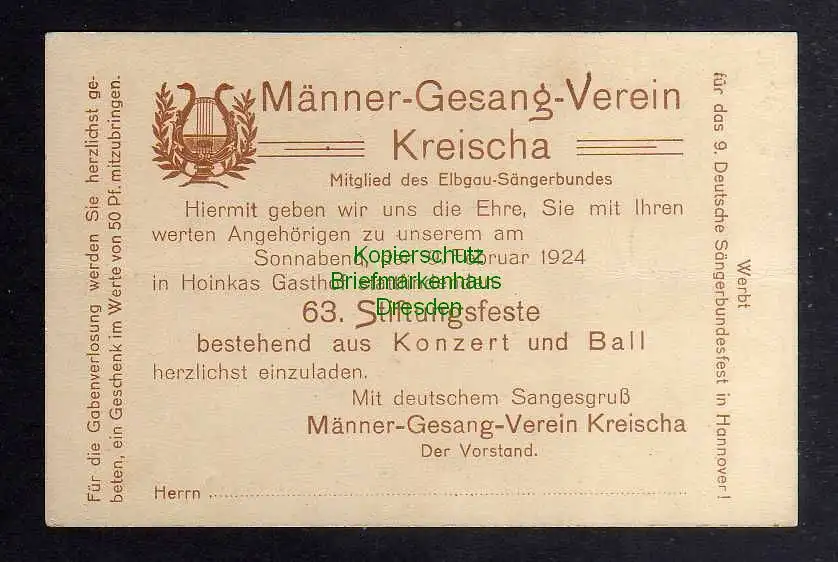 Für die Gabenverlosung werden Sie herzlichst ge-
beten, ein Geschenk im Werte von 50 Pf. mitzubringen.
Männer-Gesang-Verein
Kreischa
Mitglied des Elbgau-Sängerbundes
Hiermit geben wir uns die Ehre, Sie mit Ihren
werten Angehörigen zu unserem am
Sonnabend, den 9. Februar 1924
in Hoinkas Gasthof stattfindenden
63. Stiftungsfeste
bestehend aus Konzert und Ball
herzlichst einzuladen.
Mit deutschem Sangesgruß
Männer-Gesang-Verein Kreischa
Der Vorstand.
Herrn
Werbt
für das 9. Deutsche Sängerbundesfest in Hannover!
Kopierschutz
Briefmarkenhaus
Dresden